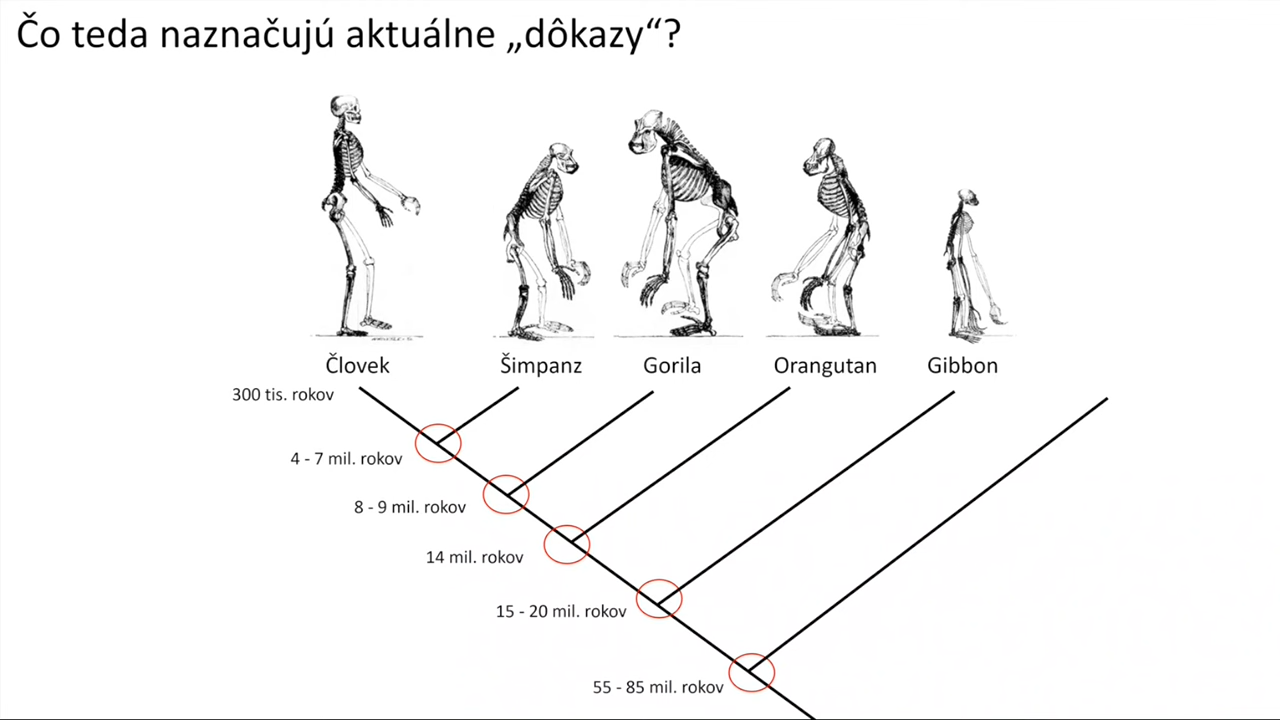 Čo teda naznačujú aktuálne „dôkazy“?
Človek Šimpanz Gorila Orangutan Gibbon
300 tis. rokov
4 - 7 mil. rokov
8 - 9 mil. rokov
14 mil. rokov
15 - 20 mil. rokov
55 - 85 mil. rokov